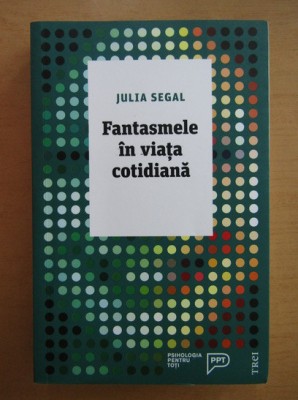 JULIA SEGAL
Fantasmele
în viața
cotidiană
PSIHOLOGIA
PENTRU
TOȚI
PPT
TREI